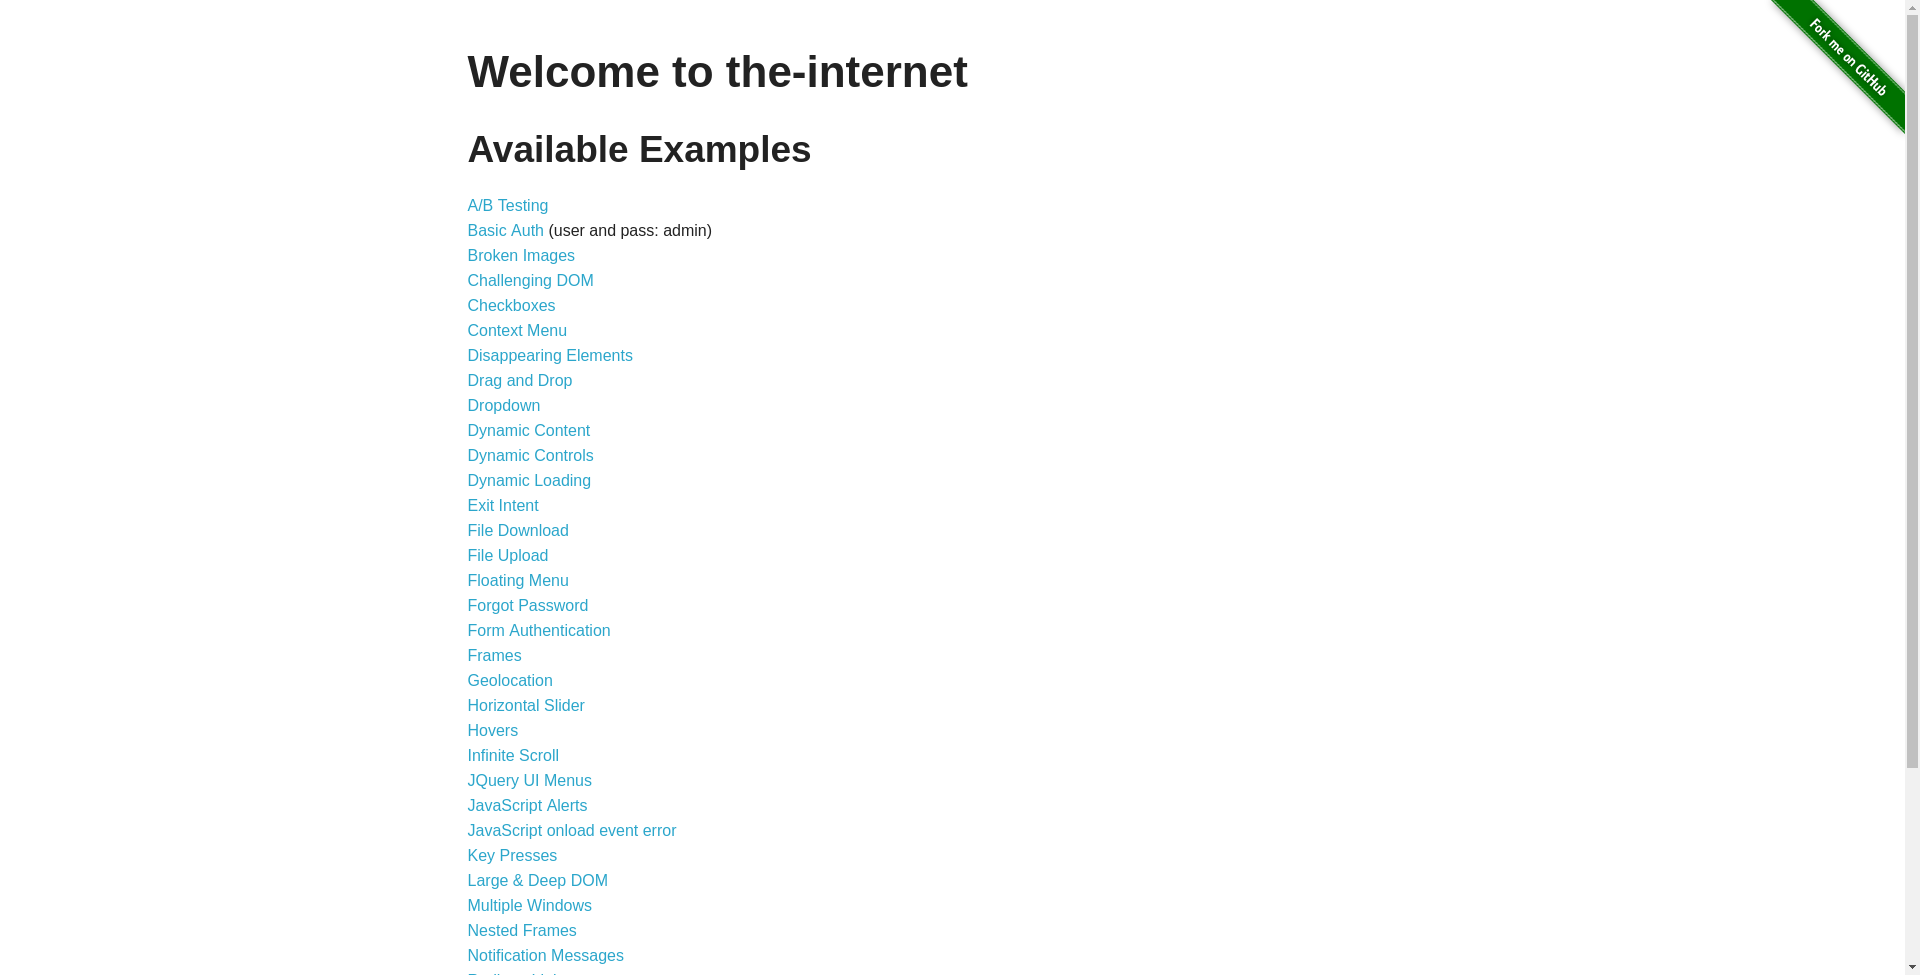 Welcome to the-internet
Fork me on GitHub
Available Examples
A/B Testing
Basic Auth (user and pass: admin)
Broken Images
Challenging DOM
Checkboxes
Context Menu
Disappearing Elements
Drag and Drop
Dropdown
Dynamic Content
Dynamic Controls
Dynamic Loading
Exit Intent
File Download
File Upload
Floating Menu
Forgot Password
Form Authentication
Frames
Geolocation
Horizontal Slider
Hovers
Infinite Scroll
JQuery UI Menus
JavaScript Alerts
JavaScript onload event error
Key Presses
Large & Deep DOM
Multiple Windows
Nested Frames
Notification Messages